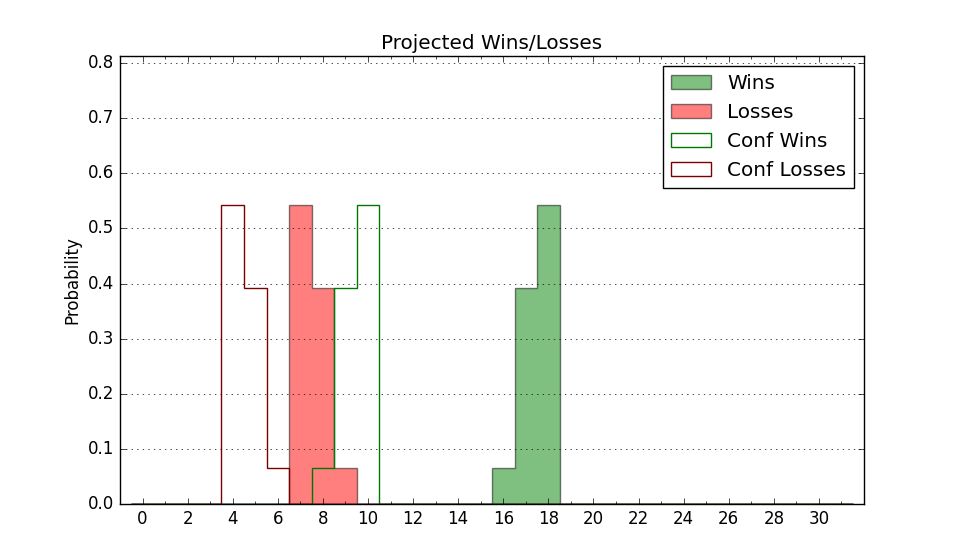 Projected Wins/Losses
Probability
0.8
0.7
0.6
0.5
0.4
0.3
0.2
0.1
0.0
Wins
Losses
Conf Wins
Conf Losses
0 2 4 6 8 10 12 14 16 18 20 22 24 26 28 30